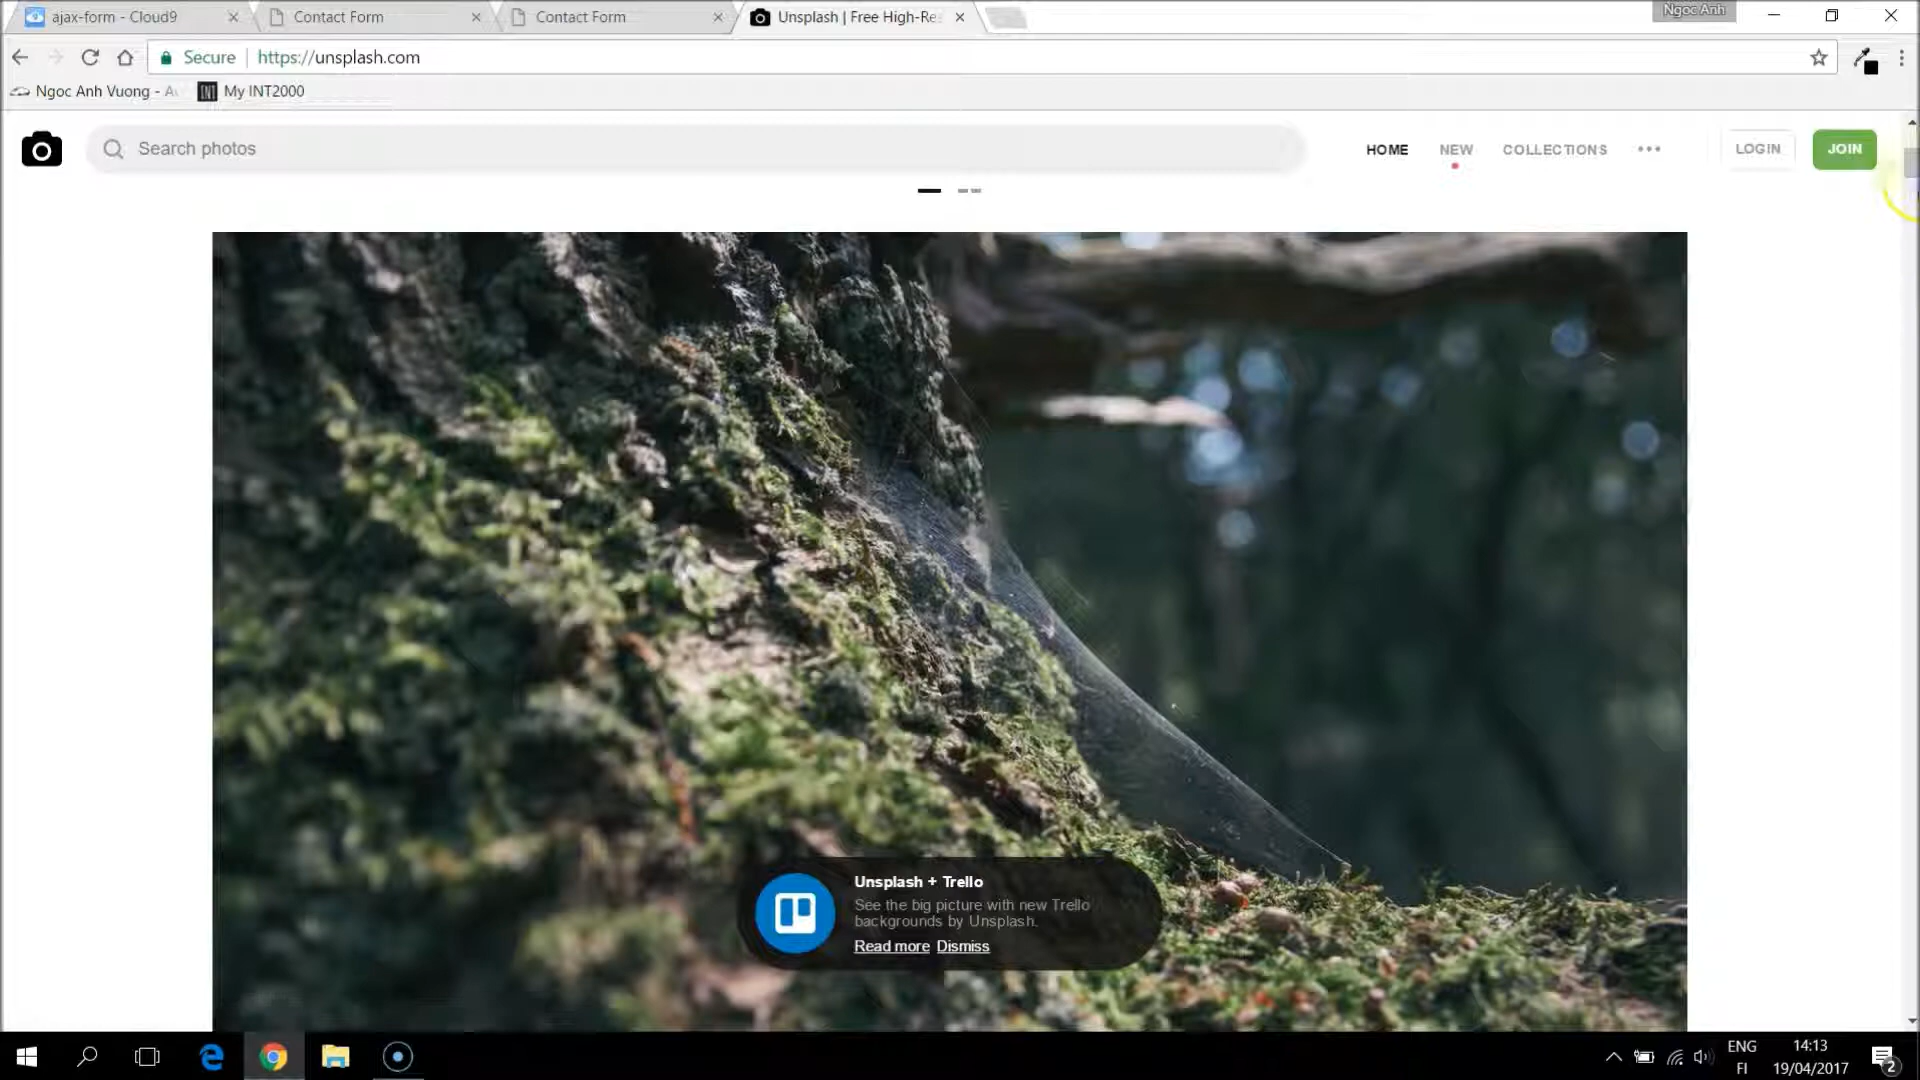 ajax-form - Cloud9
Contact Form
Contact Form
Unsplash | Free High-Re
Ngoc Anh
Secure
https://unsplash.com
Ngoc Anh Vuong - A
My INT2000
Search photos
HOME
NEW
COLLECTIONS
LOGIN
JOIN
Unsplash + Trello
See the big picture with new Trello
backgrounds by Unsplash.
Read more Dismiss
ENG
FI
14:13
19/04/2017
2